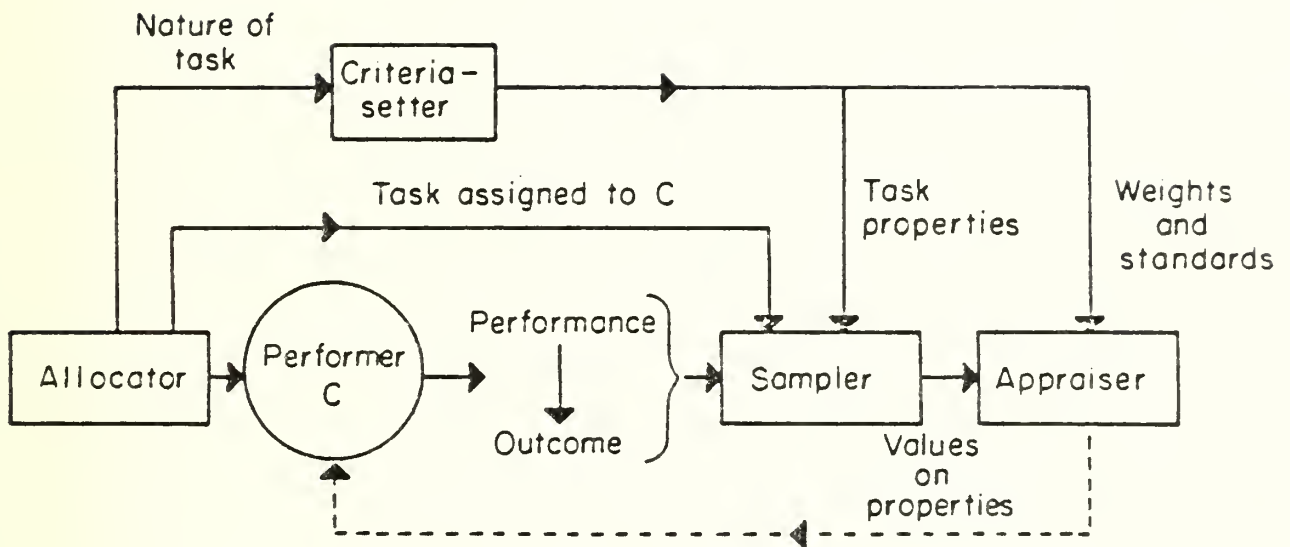 Nature of
task
Criteria-
setter
Task assigned to C
Task
properties
Weights
and
standards
Allocator
Performer
C
Performance
Outcome
Sampler
Appraiser
Values
on
properties